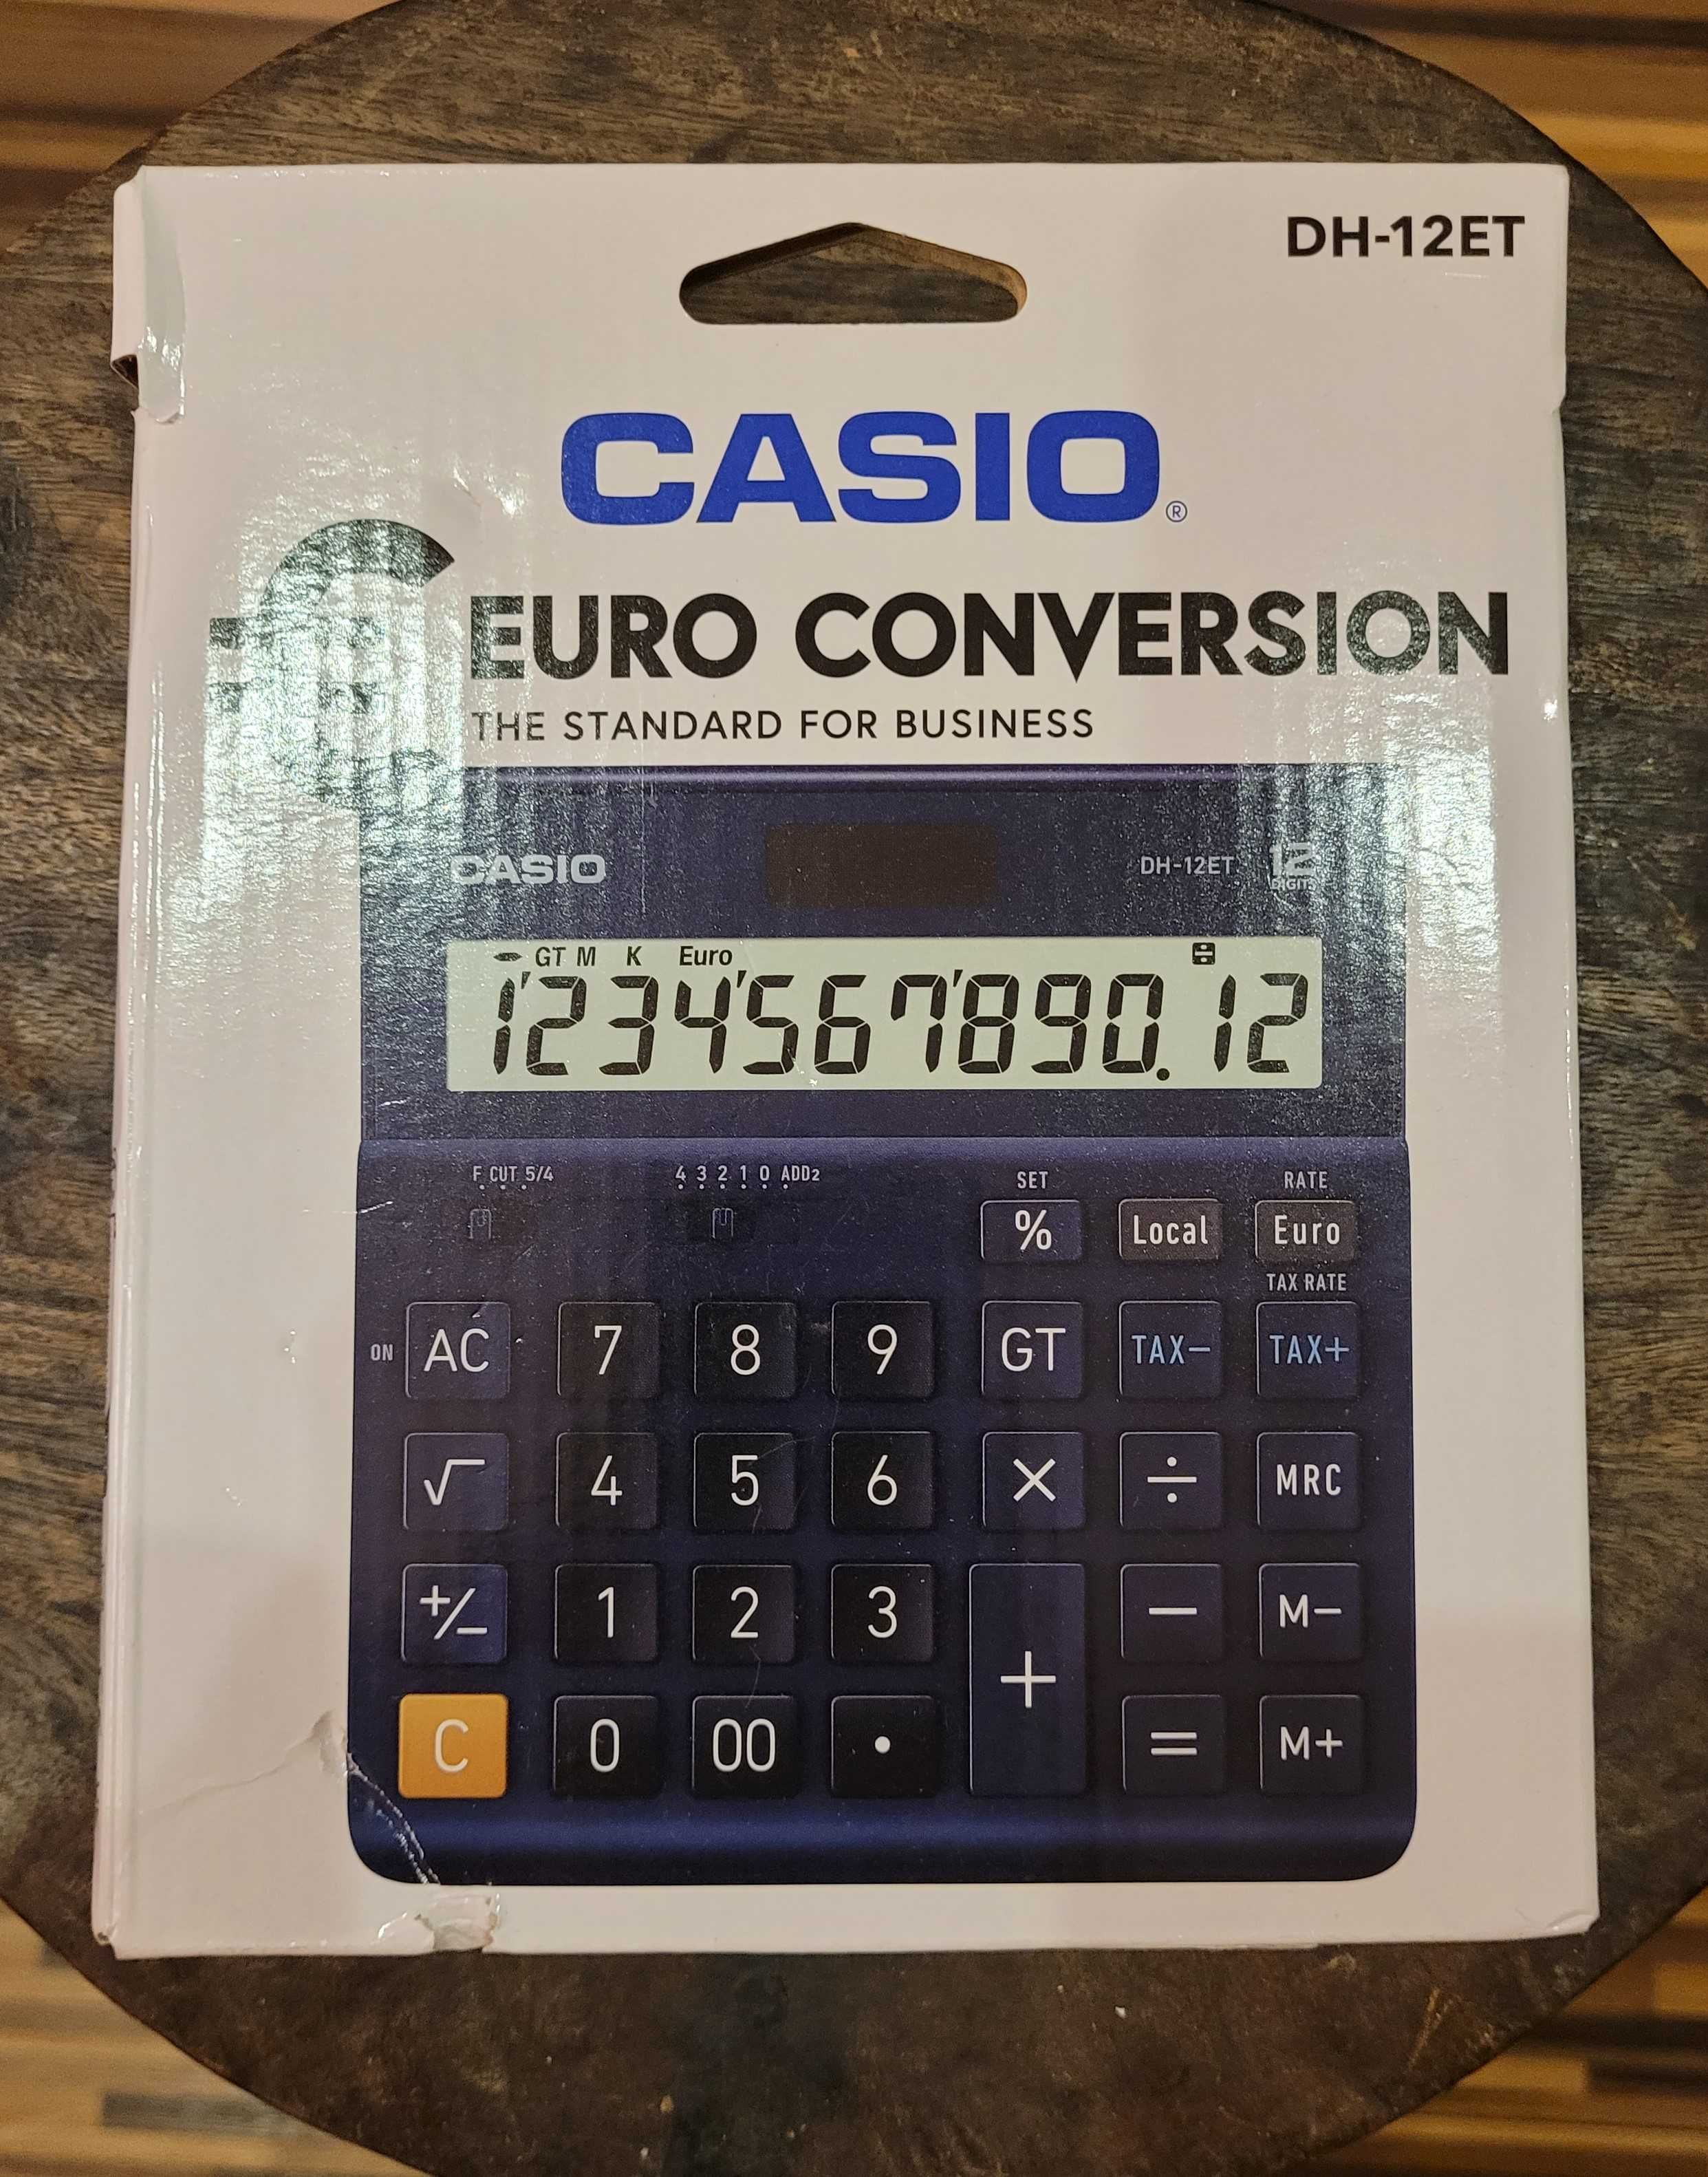 DH-12ET
CASIO®
€ EURO CONVERSION
THE STANDARD FOR BUSINESS
CASIO DH-12ET 12 DIGITS
GT M K Euro
1'234'567'890.12
F CUT 5/4 4 3 2 1 0 ADD2 SET RATE
% Local Euro
TAX RATE
ON AC 7 8 9 GT TAX− TAX+
√ 4 5 6 × ÷ MRC
+/− 1 2 3 − M−
+
C 0 00 • = M+